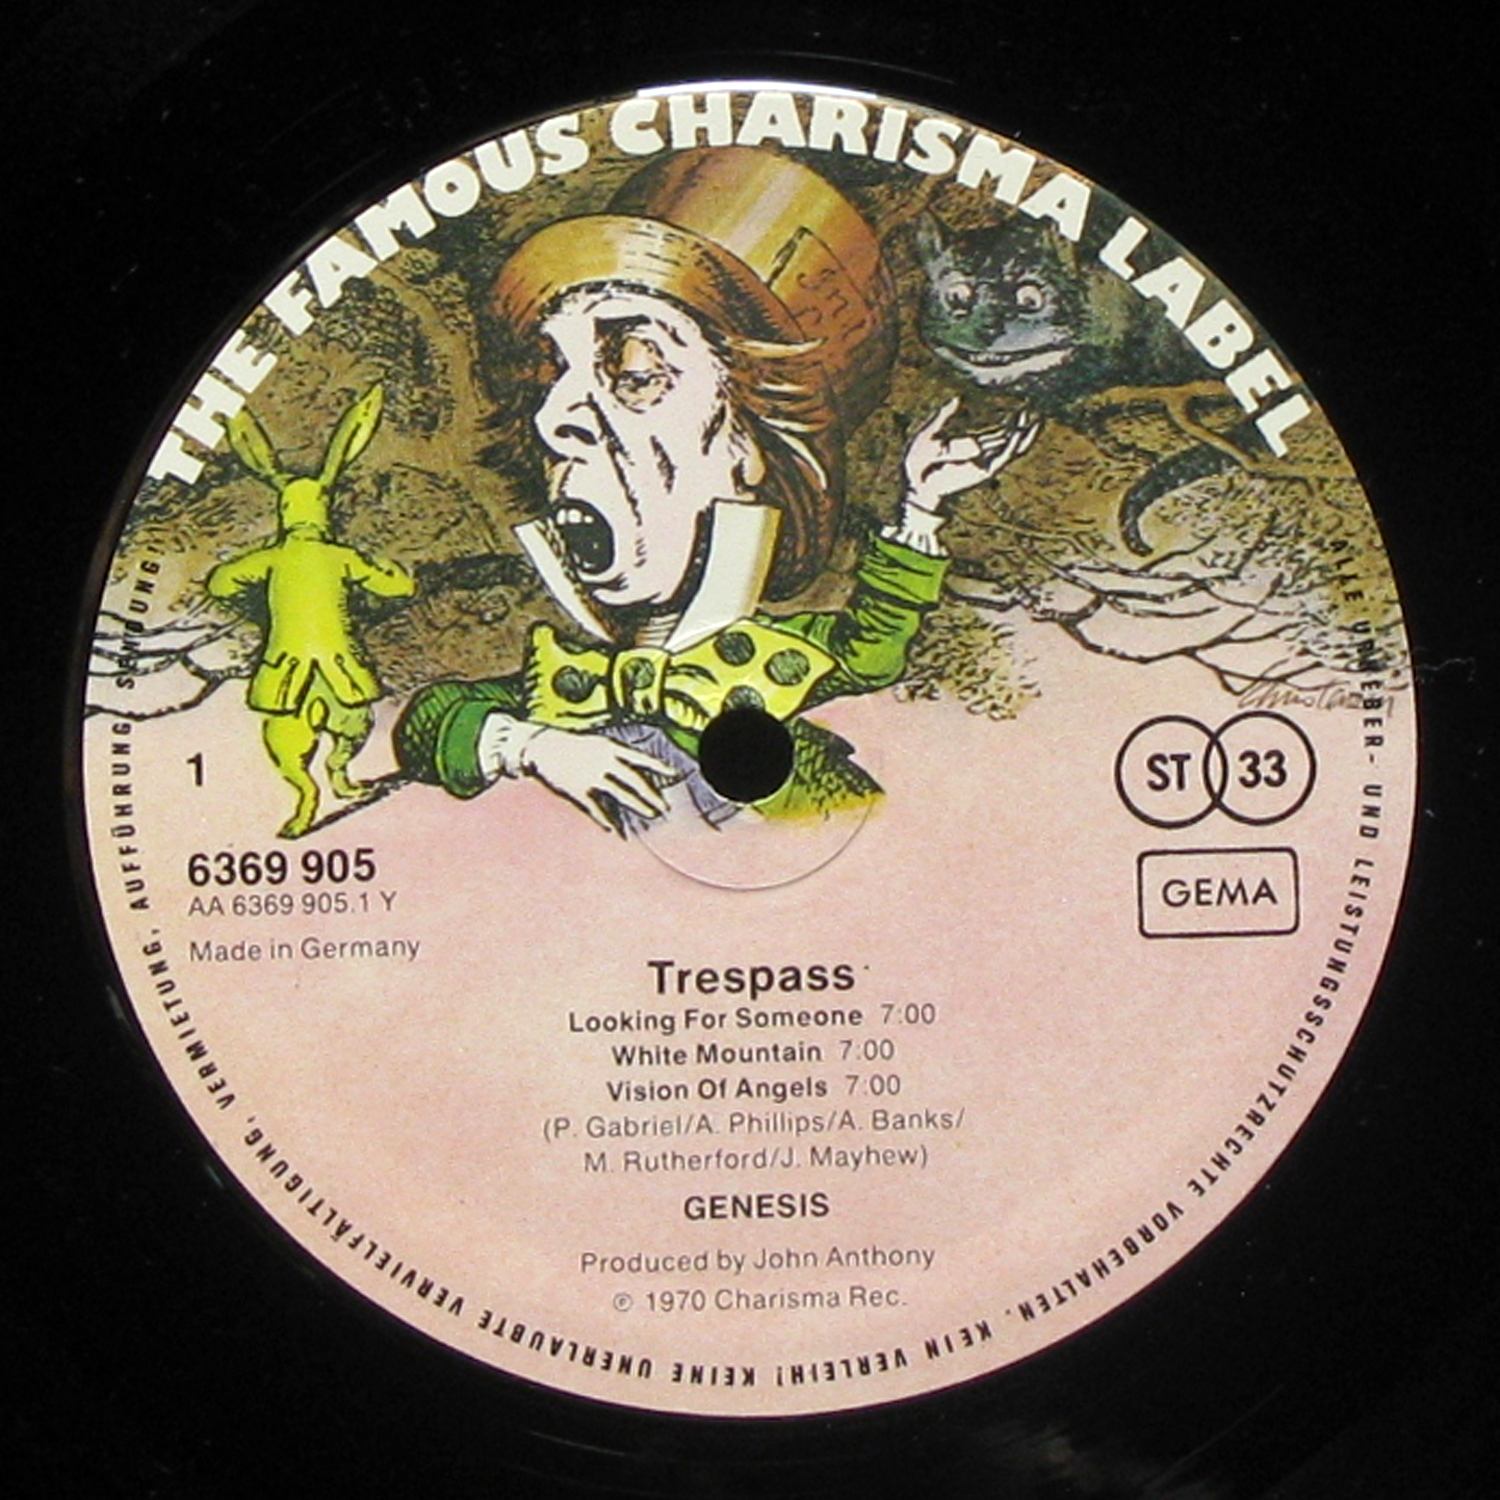 THE FAMOUS CHARISMA LABEL
1
ST 33
6369 905
AA 6369 905.1 Y
GEMA
Made in Germany
Trespass
Looking For Someone 7:00
White Mountain 7:00
Vision Of Angels 7:00
(P. Gabriel/A. Phillips/A. Banks/
M. Rutherford/J. Mayhew)
GENESIS
Produced by John Anthony
℗ 1970 Charisma Rec.
ALLE URHEBER- UND LEISTUNGSSCHUTZRECHTE VORBEHALTEN. KEIN VERLEIH! KEINE UNERLAUBTE VERVIELFÄLTIGUNG, VERMIETUNG, AUFFÜHRUNG, SENDUNG!